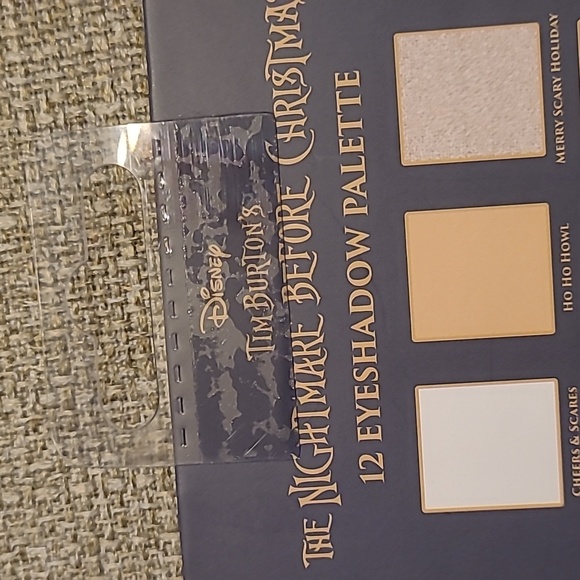 Disney
Tim Burton's
The Nightmare Before Christmas
12 Eyeshadow Palette
Cheers & Scares
Ho Ho Howl
Merry Scary Holiday